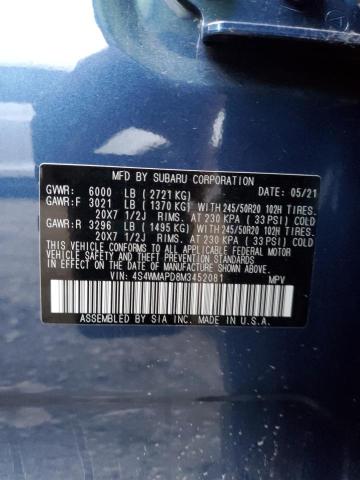 MFD BY SUBARU CORPORATION
GVWR: 6000 LB (2721 KG) DATE: 05/21
GAWR:F 3021 LB (1370 KG) WITH 245/50R20 102H TIRES.
20X7 1/2J RIMS. AT 230 KPA (33 PSI) COLD
GAWR:R 3296 LB (1495 KG) WITH 245/50R20 102H TIRES.
20X7 1/2J RIMS. AT 230 KPA (33 PSI) COLD
THIS VEHICLE CONFORMS TO ALL APPLICABLE FEDERAL MOTOR
VEHICLE SAFETY STANDARDS IN EFFECT ON THE DATE OF
MANUFACTURE SHOWN ABOVE.
VIN: 4S4WMAPD8M3452081 MPV
ASSEMBLED BY SIA INC. MADE IN U.S.A.